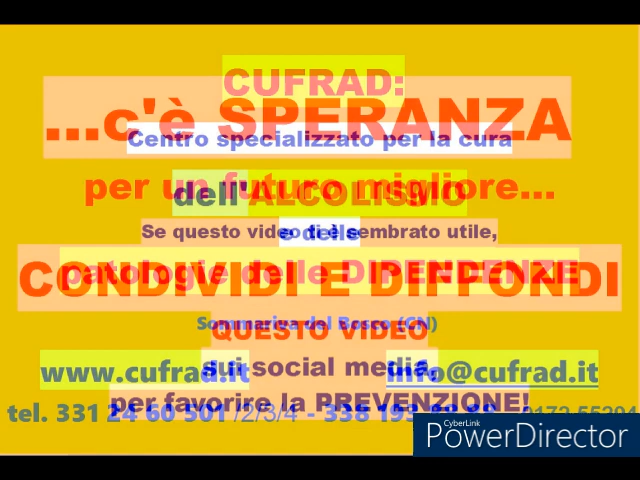 CUFRAD:
...c'è SPERANZA
Centro specializzato per la cura
per un futuro migliore...
dell'ALCOLISMO
Se questo video ti è sembrato utile,
e delle
patologie delle DIPENDENZE
CONDIVIDI E DIFFONDI
Sommariva del Bosco (CN)
QUESTO VIDEO
www.cufrad.it
sui social media,
info@cufrad.it
per favorire la PREVENZIONE!
tel. 331 24 60 501 /2/3/4 - 338
CyberLink
PowerDirector